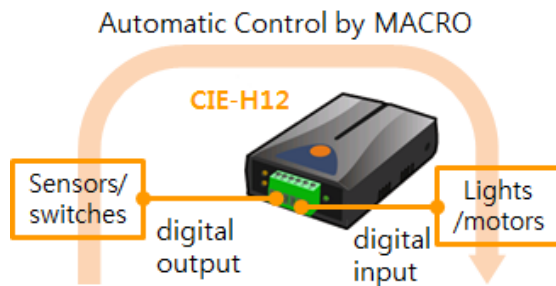 Automatic Control by MACRO
CIE-H12
Sensors/
switches
digital
output
digital
input
Lights
/motors